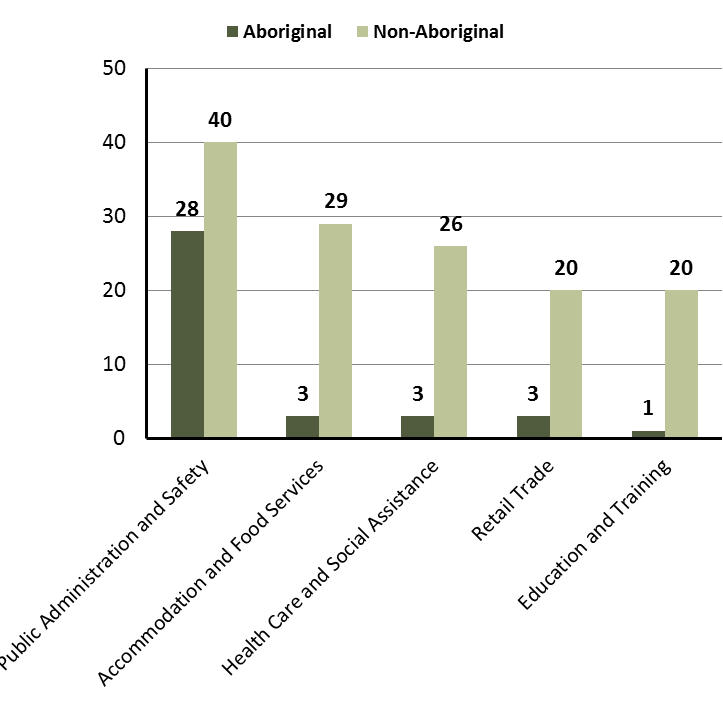 Aboriginal Non-Aboriginal
50
40
30
20
10
0
28
40
3
29
3
26
3
20
1
20
Public Administration and Safety
Accommodation and Food Services
Health Care and Social Assistance
Retail Trade
Education and Training